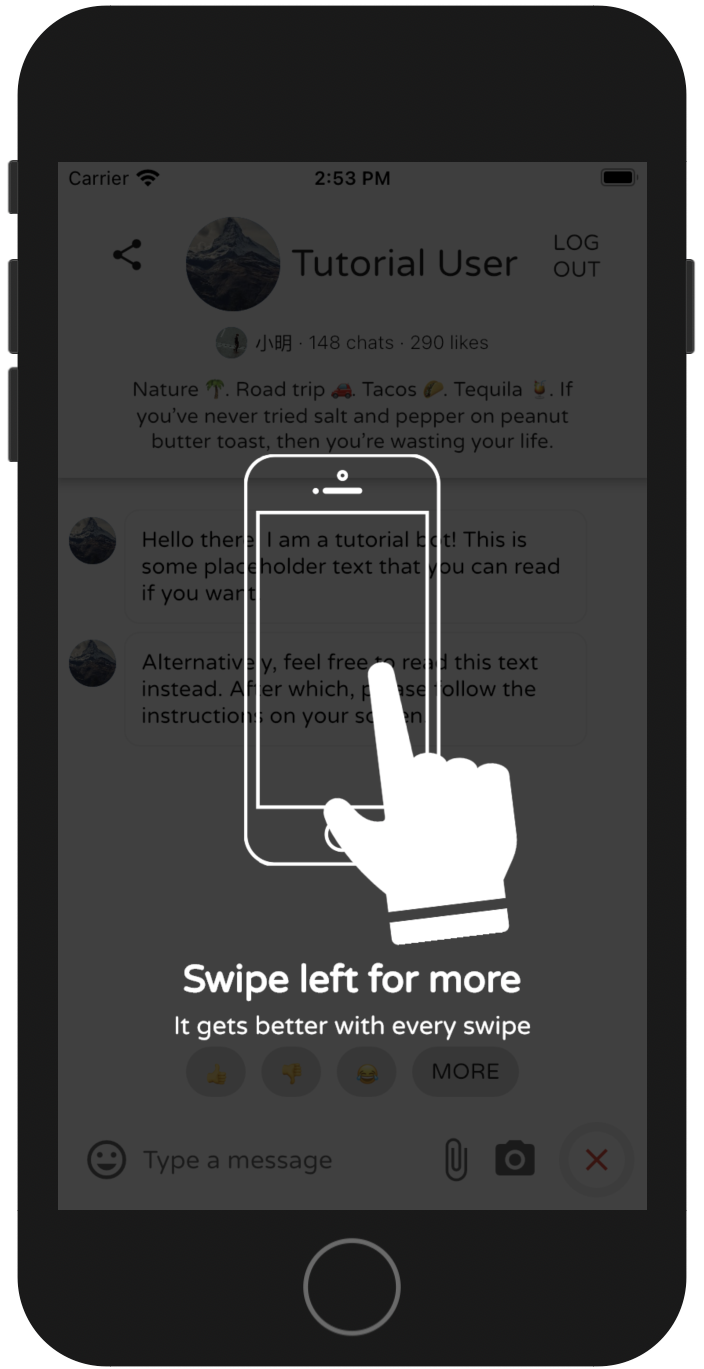 Carrier 2:53 PM
Tutorial User
LOG
OUT
小明 · 148 chats · 290 likes
Nature 🌴. Road trip 🚗. Tacos 🌮. Tequila 🍹. If
you've never tried salt and pepper on peanut
butter toast, then you're wasting your life.
Hello there! I am a tutorial bot! This is
some placeholder text that you can read
if you want.
Alternatively, feel free to read this text
instead. After which, please follow the
instructions on your screen.
Swipe left for more
It gets better with every swipe
👍 👎 😂 MORE
Type a message